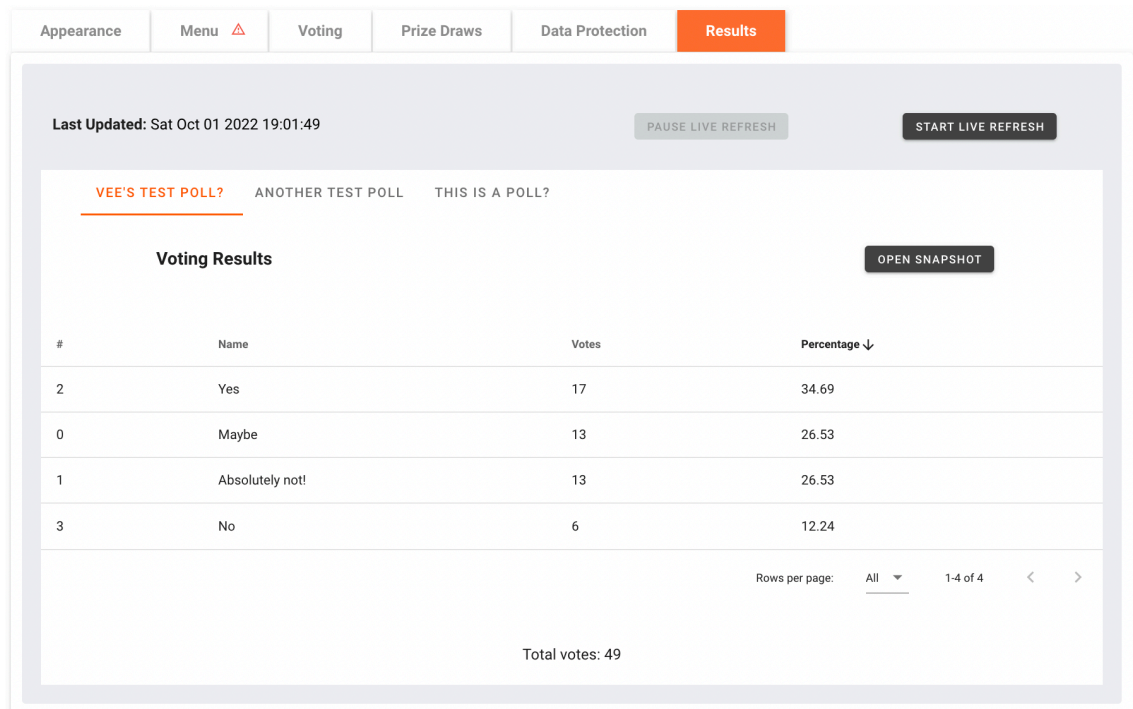 Appearance Menu Voting Prize Draws Data Protection Results
Last Updated: Sat Oct 01 2022 19:01:49 PAUSE LIVE REFRESH START LIVE REFRESH
VEE'S TEST POLL? ANOTHER TEST POLL THIS IS A POLL?
Voting Results OPEN SNAPSHOT
# Name Votes Percentage
2 Yes 17 34.69
0 Maybe 13 26.53
1 Absolutely not! 13 26.53
3 No 6 12.24
Rows per page: All 1-4 of 4
Total votes: 49